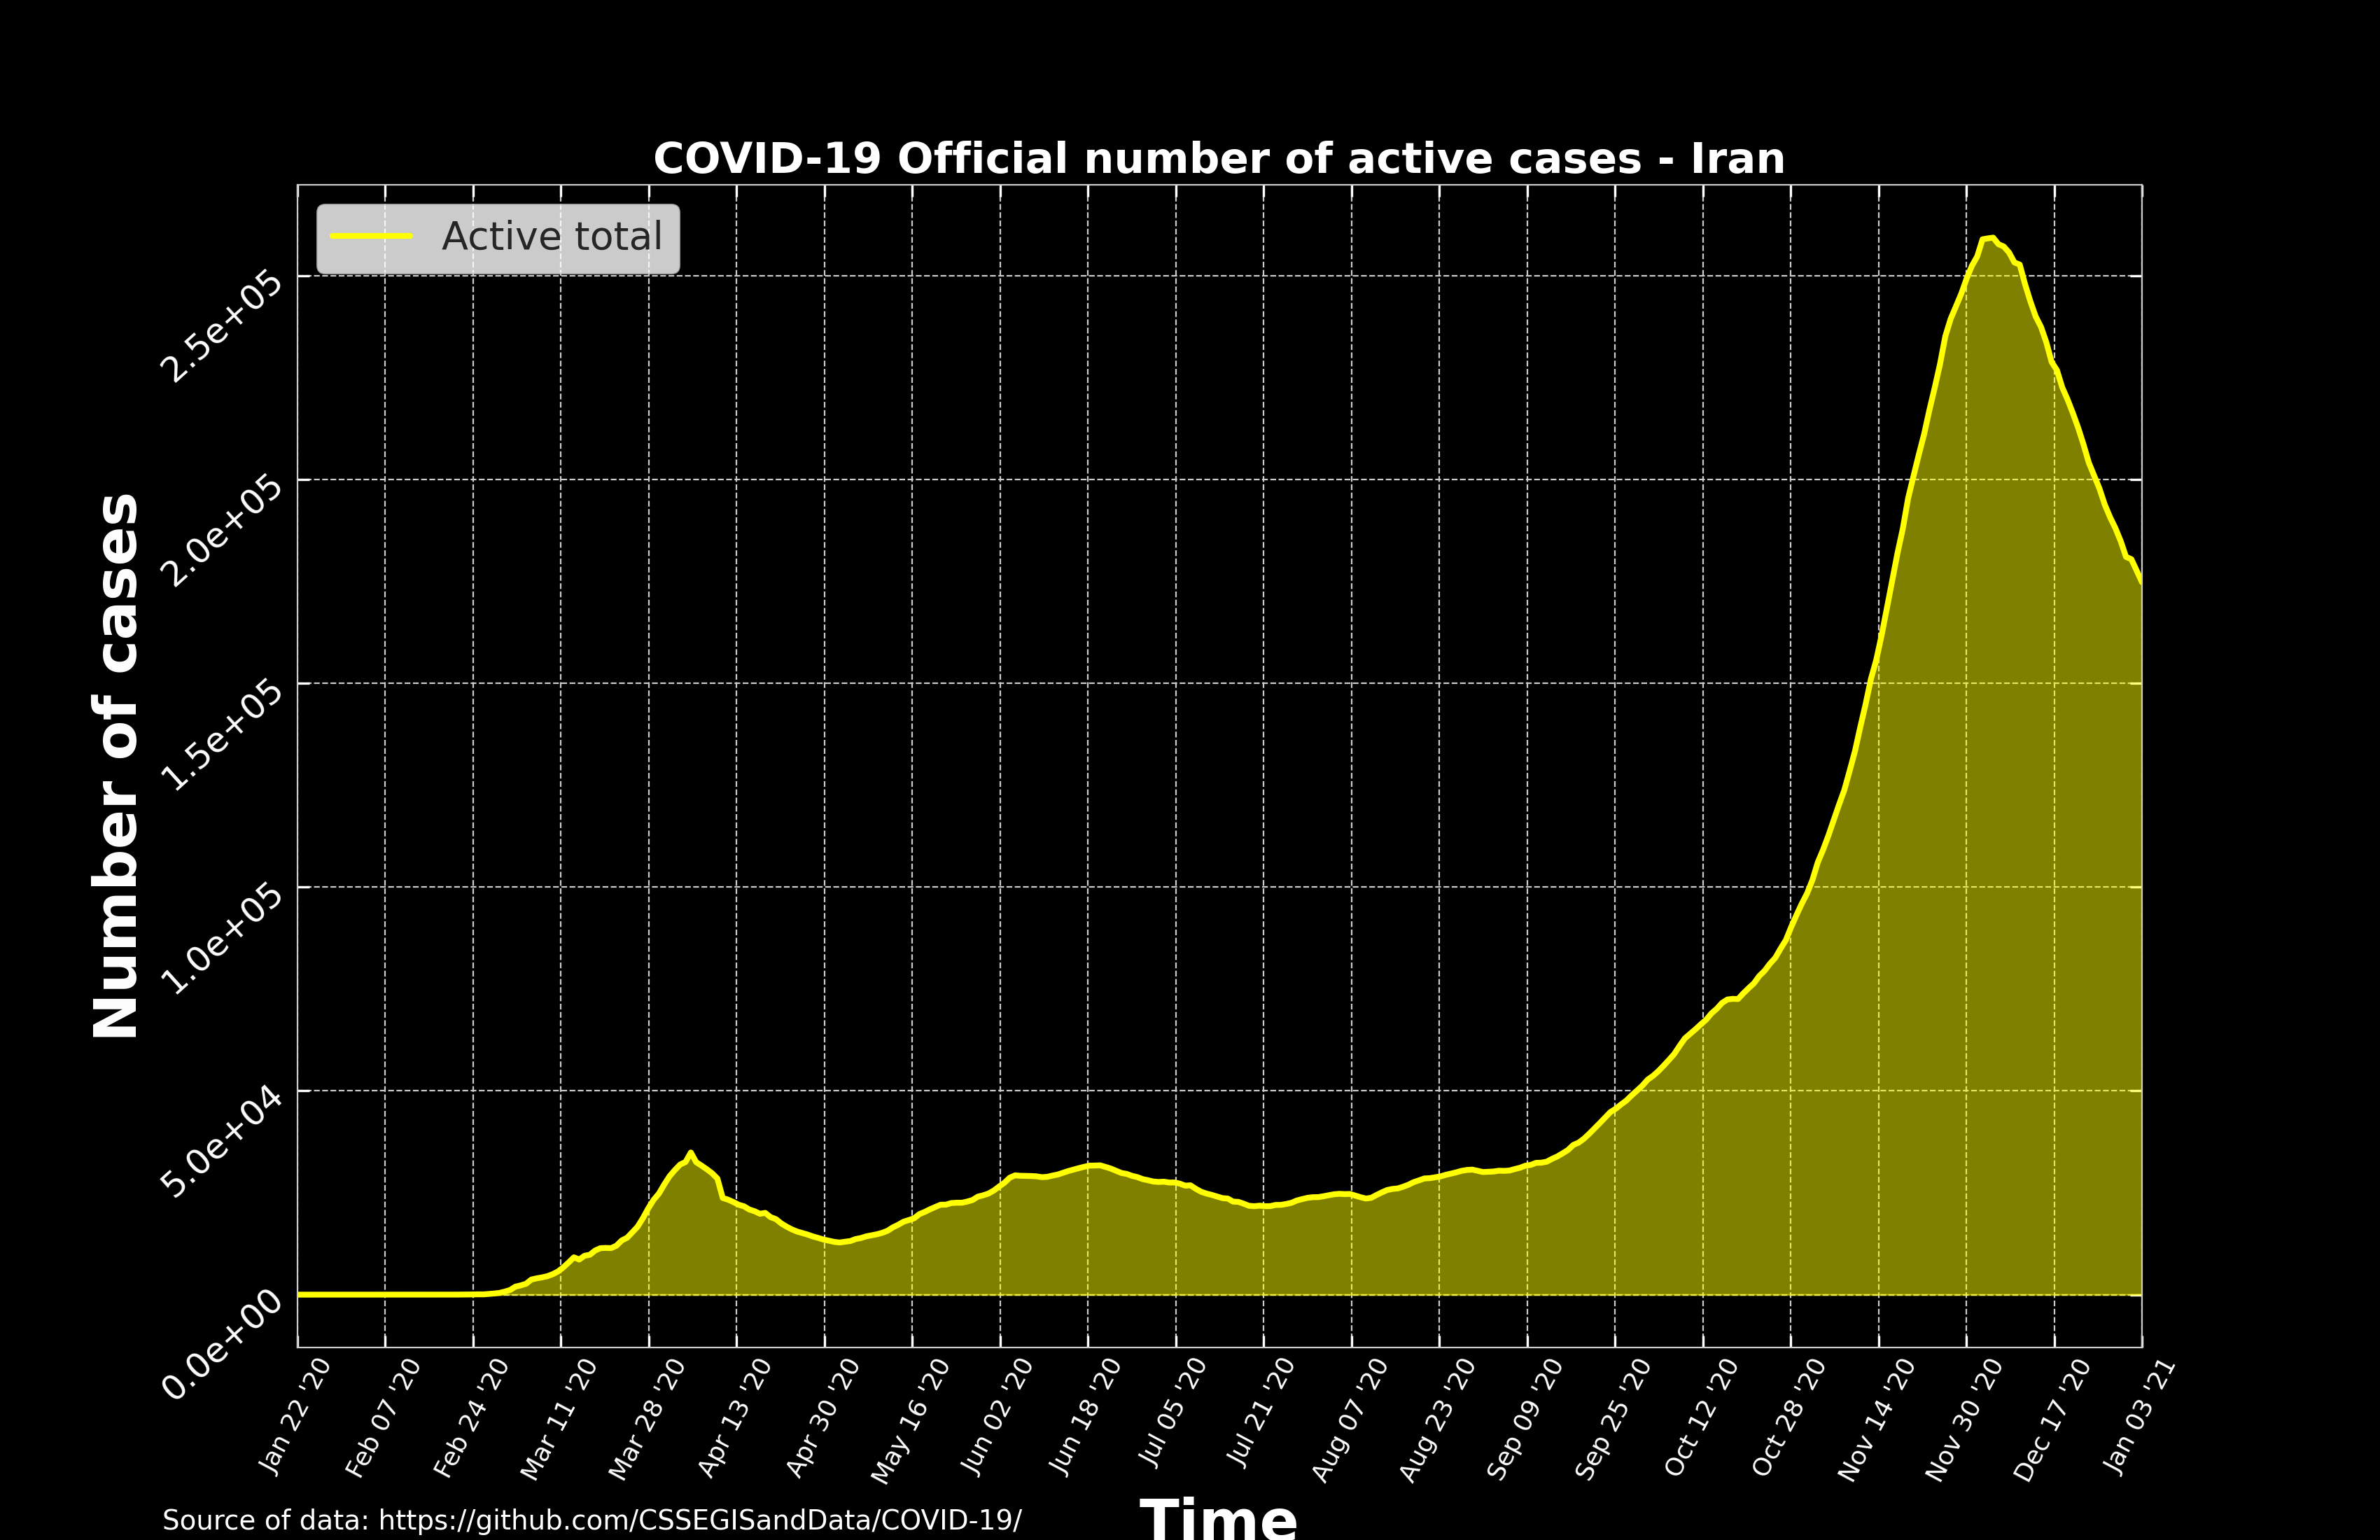 COVID-19 Official number of active cases - Iran
Active total
Number of cases
2.5e+05
2.0e+05
1.5e+05
1.0e+05
5.0e+04
0.0e+00
Jan 22 '20
Feb 07 '20
Feb 24 '20
Mar 11 '20
Mar 28 '20
Apr 13 '20
Apr 30 '20
May 16 '20
Jun 02 '20
Jun 18 '20
Jul 05 '20
Jul 21 '20
Aug 07 '20
Aug 23 '20
Sep 09 '20
Sep 25 '20
Oct 12 '20
Oct 28 '20
Nov 14 '20
Nov 30 '20
Dec 17 '20
Jan 03 '21
Time
Source of data: https://github.com/CSSEGISandData/COVID-19/